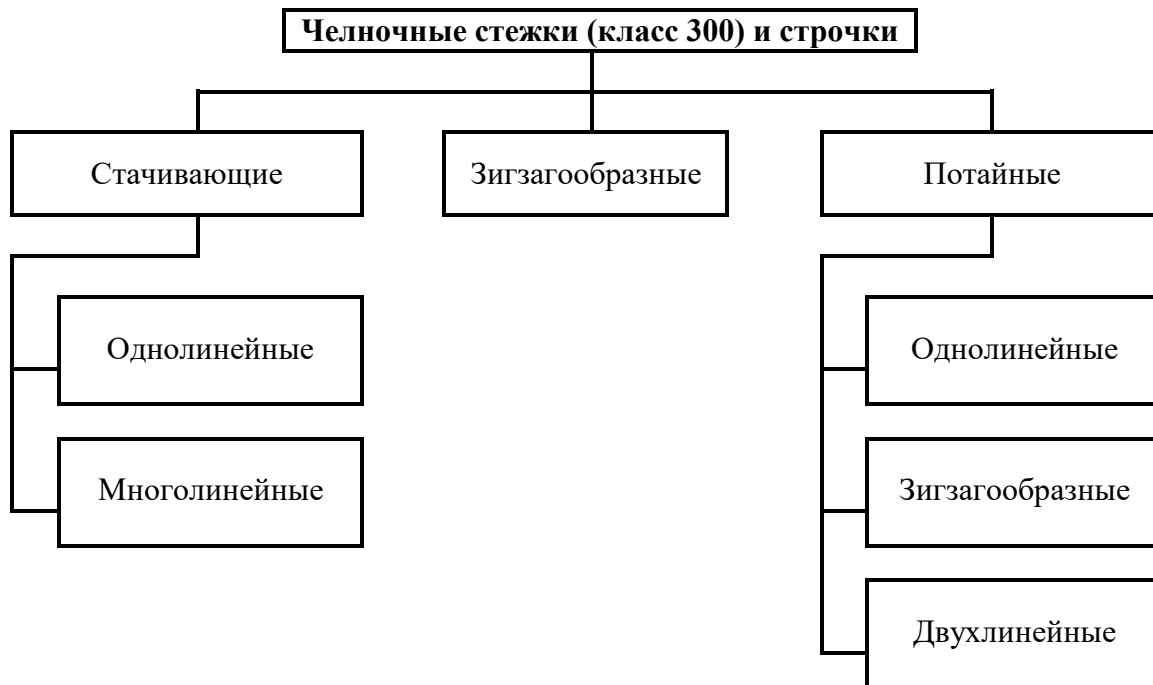 Челночные стежки (класс 300) и строчки
Стачивающие
Зигзагообразные
Потайные
Однолинейные
Многолинейные
Однолинейные
Зигзагообразные
Двухлинейные